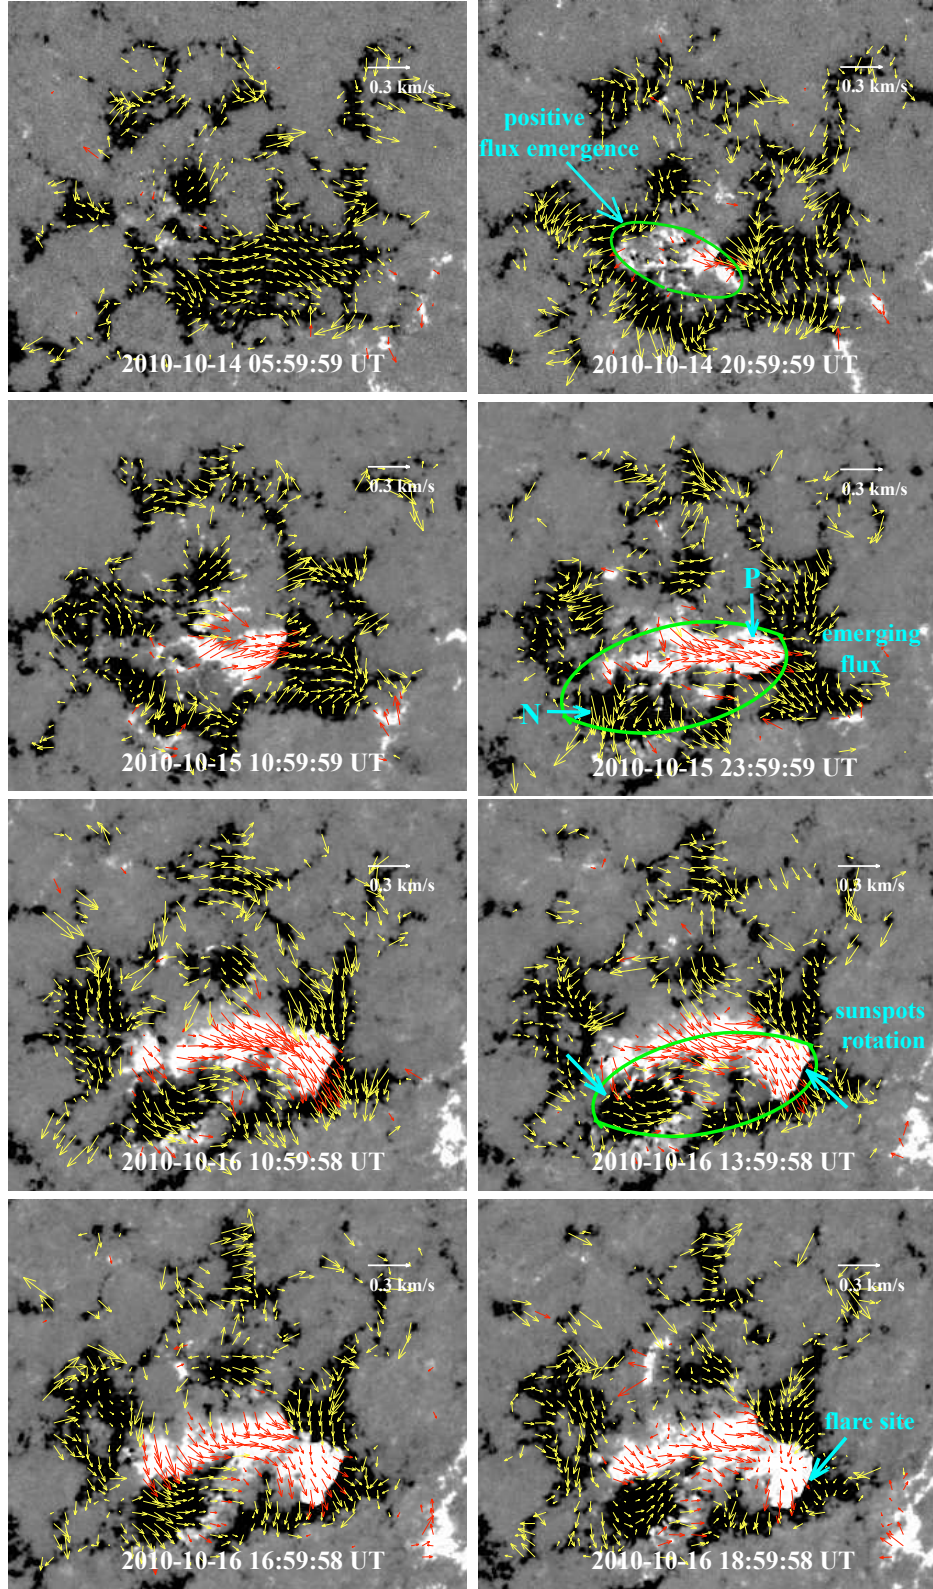 0.3 km/s
2010-10-14 05:59:59 UT
0.3 km/s
positive
flux emergence
2010-10-14 20:59:59 UT
0.3 km/s
2010-10-15 10:59:59 UT
0.3 km/s
P
emerging
flux
N
2010-10-15 23:59:59 UT
0.3 km/s
2010-10-16 10:59:58 UT
0.3 km/s
sunspots
rotation
2010-10-16 13:59:58 UT
0.3 km/s
2010-10-16 16:59:58 UT
0.3 km/s
flare site
2010-10-16 18:59:58 UT